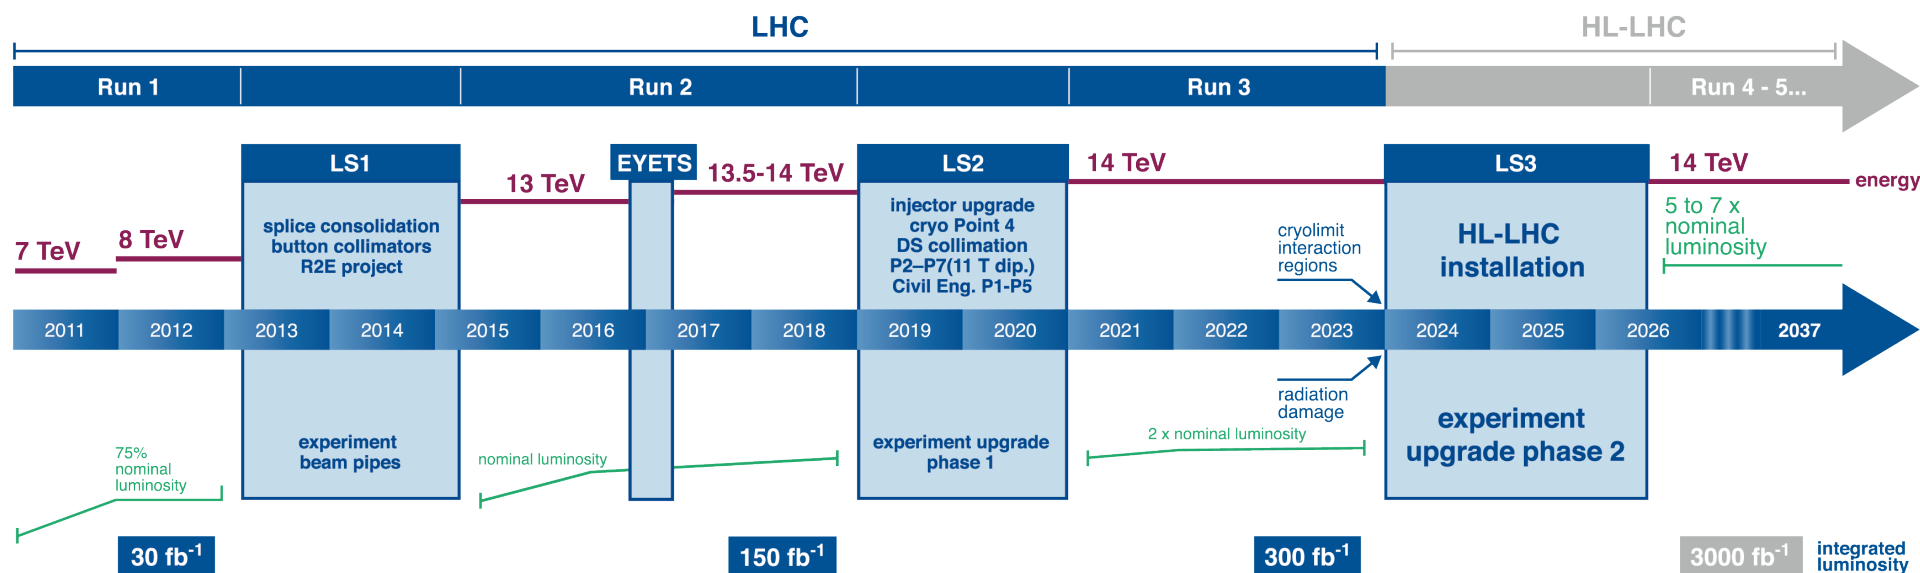 LHC
HL-LHC
Run 1
Run 2
Run 3
Run 4 - 5...
LS1
EYETS
LS2
LS3
7 TeV
8 TeV
13 TeV
13.5-14 TeV
14 TeV
14 TeV
energy
splice consolidation
button collimators
R2E project
injector upgrade
cryo Point 4
DS collimation
P2–P7(11 T dip.)
Civil Eng. P1-P5
cryolimit
interaction
regions
HL-LHC
installation
5 to 7 x
nominal
luminosity
2011
2012
2013
2014
2015
2016
2017
2018
2019
2020
2021
2022
2023
2024
2025
2026
2037
radiation
damage
75%
nominal
luminosity
experiment
beam pipes
nominal luminosity
experiment upgrade
phase 1
2 x nominal luminosity
experiment
upgrade phase 2
30 fb-1
150 fb-1
300 fb-1
3000 fb-1
integrated
luminosity